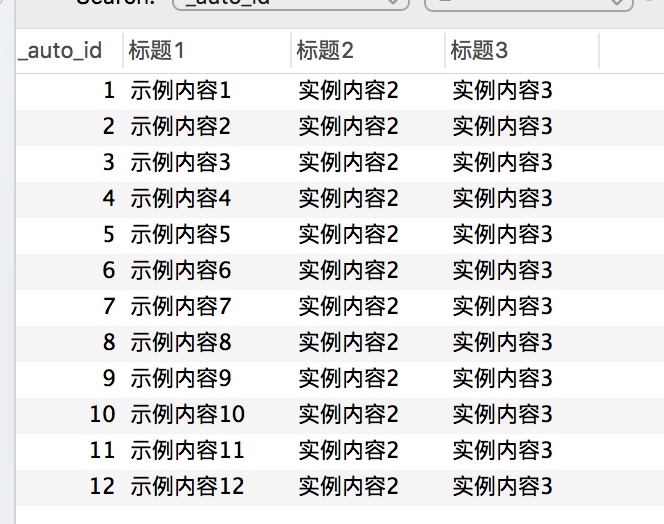 Search: _auto_id
_auto_id 标题1 标题2 标题3
1 示例内容1 实例内容2 实例内容3
2 示例内容2 实例内容2 实例内容3
3 示例内容3 实例内容2 实例内容3
4 示例内容4 实例内容2 实例内容3
5 示例内容5 实例内容2 实例内容3
6 示例内容6 实例内容2 实例内容3
7 示例内容7 实例内容2 实例内容3
8 示例内容8 实例内容2 实例内容3
9 示例内容9 实例内容2 实例内容3
10 示例内容10 实例内容2 实例内容3
11 示例内容11 实例内容2 实例内容3
12 示例内容12 实例内容2 实例内容3